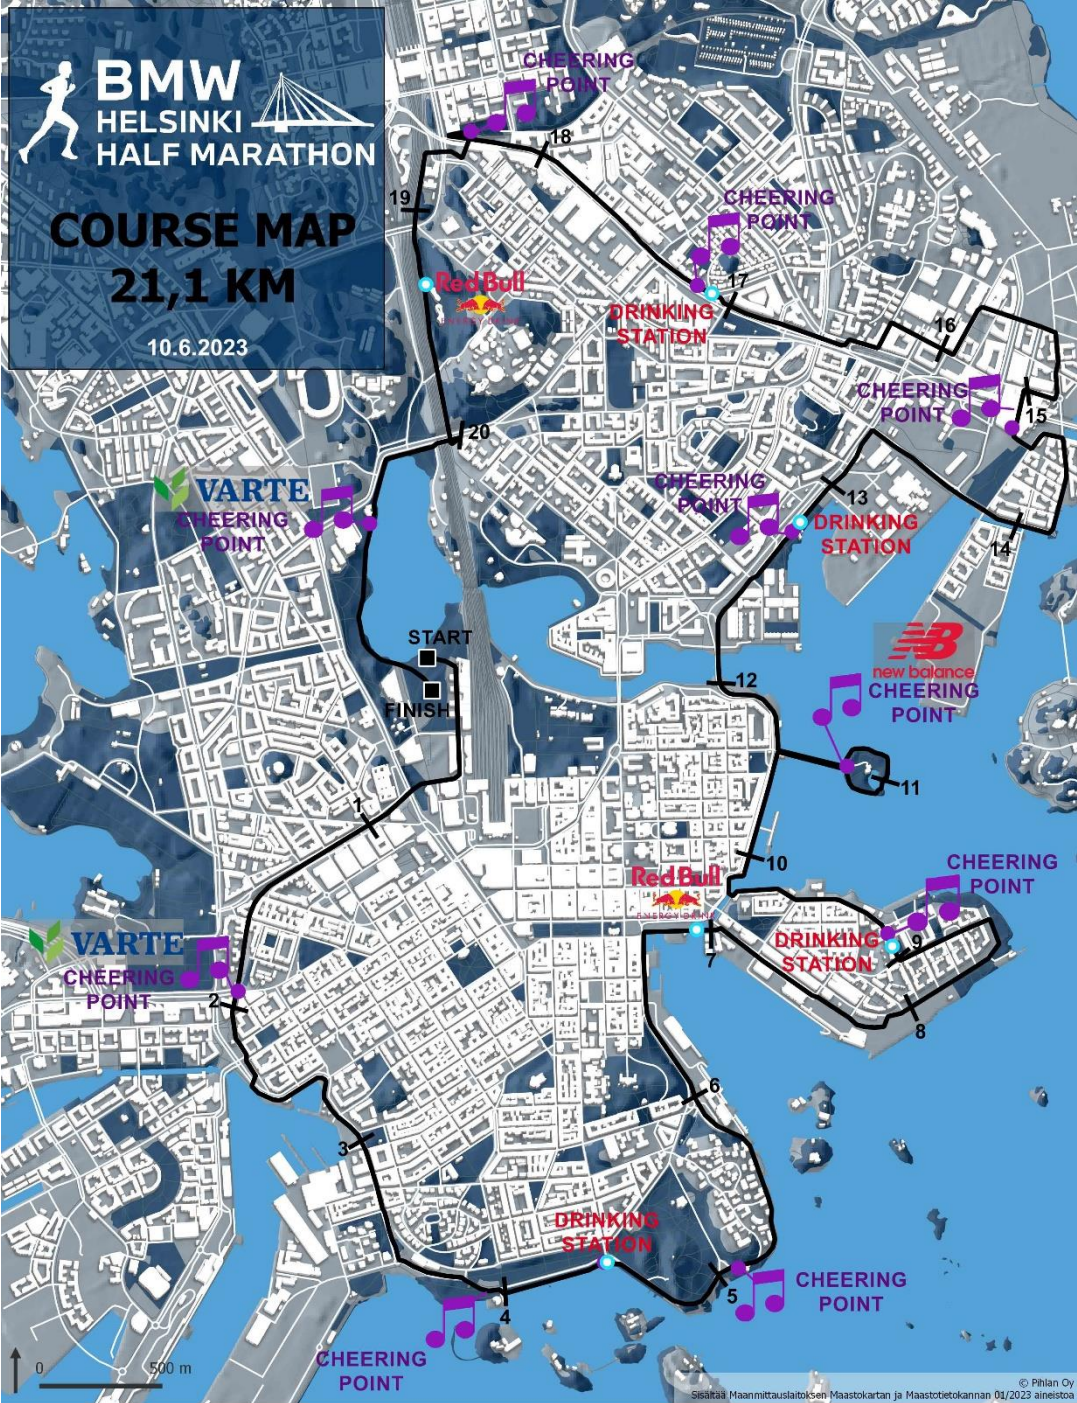 BMW
HELSINKI
HALF MARATHON
COURSE MAP
21,1 KM
10.6.2023
CHEERING
POINT
18
19
CHEERING
POINT
Red Bull
ENERGY DRINK
17
DRINKING
STATION
16
CHEERING
POINT
15
20
VARTE
CHEERING
POINT
CHEERING
POINT
13
DRINKING
STATION
14
START
FINISH
new balance
CHEERING
POINT
12
11
1
10
Red Bull
ENERGY DRINK
CHEERING
POINT
VARTE
CHEERING
POINT
DRINKING
STATION
9
7
2
8
6
3
DRINKING
STATION
5
CHEERING
POINT
4
CHEERING
POINT
0
500 m
© Pihlan Oy
Sisältää Maanmittauslaitoksen Maastokartan ja Maastotietokannan 01/2023 aineistoa